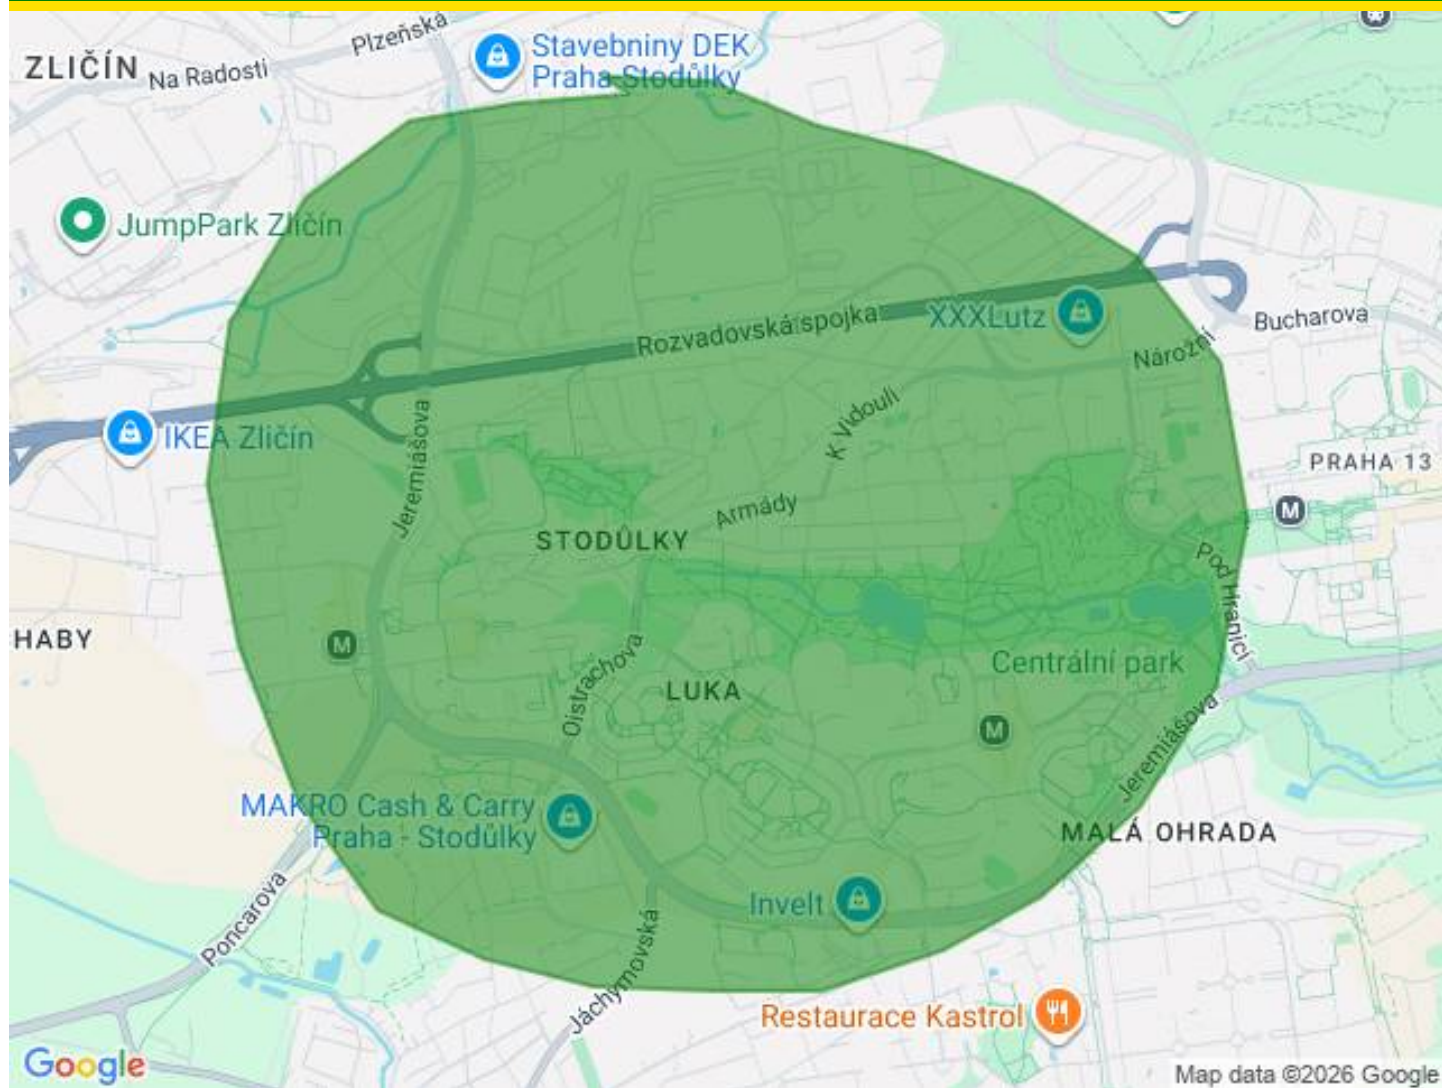 Plzeňská
ZLIČÍN
Na Radosti
Stavebniny DEK
Praha-Stodůlky
JumpPark Zličín
Rozvadovská spojka
XXXLutz
Bucharova
Nárožní
IKEA Zličín
Jeremiášova
K Vidouli
PRAHA 13
Armády
M
STODŮLKY
Pod Hranicí
HABY
M
Oistrachova
Centrální park
LUKA
M
Jeremiášova
MAKRO Cash & Carry
Praha - Stodůlky
MALÁ OHRADA
Poncarova
Invelt
Jáchymovská
Restaurace Kastrol
Google
Map data ©2026 Google